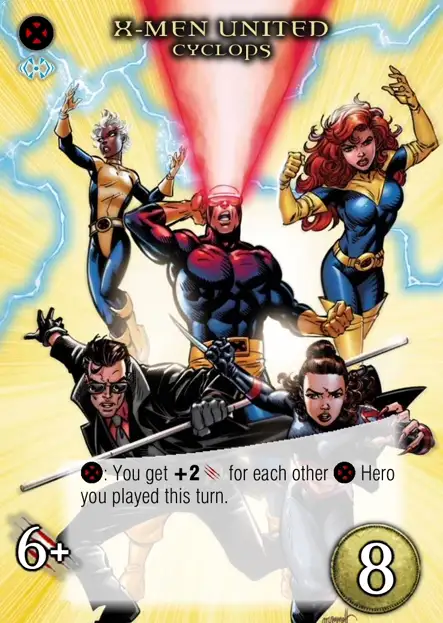 X-MEN UNITED
CYCLOPS
: You get +2 for each other Hero
you played this turn.
6+
8